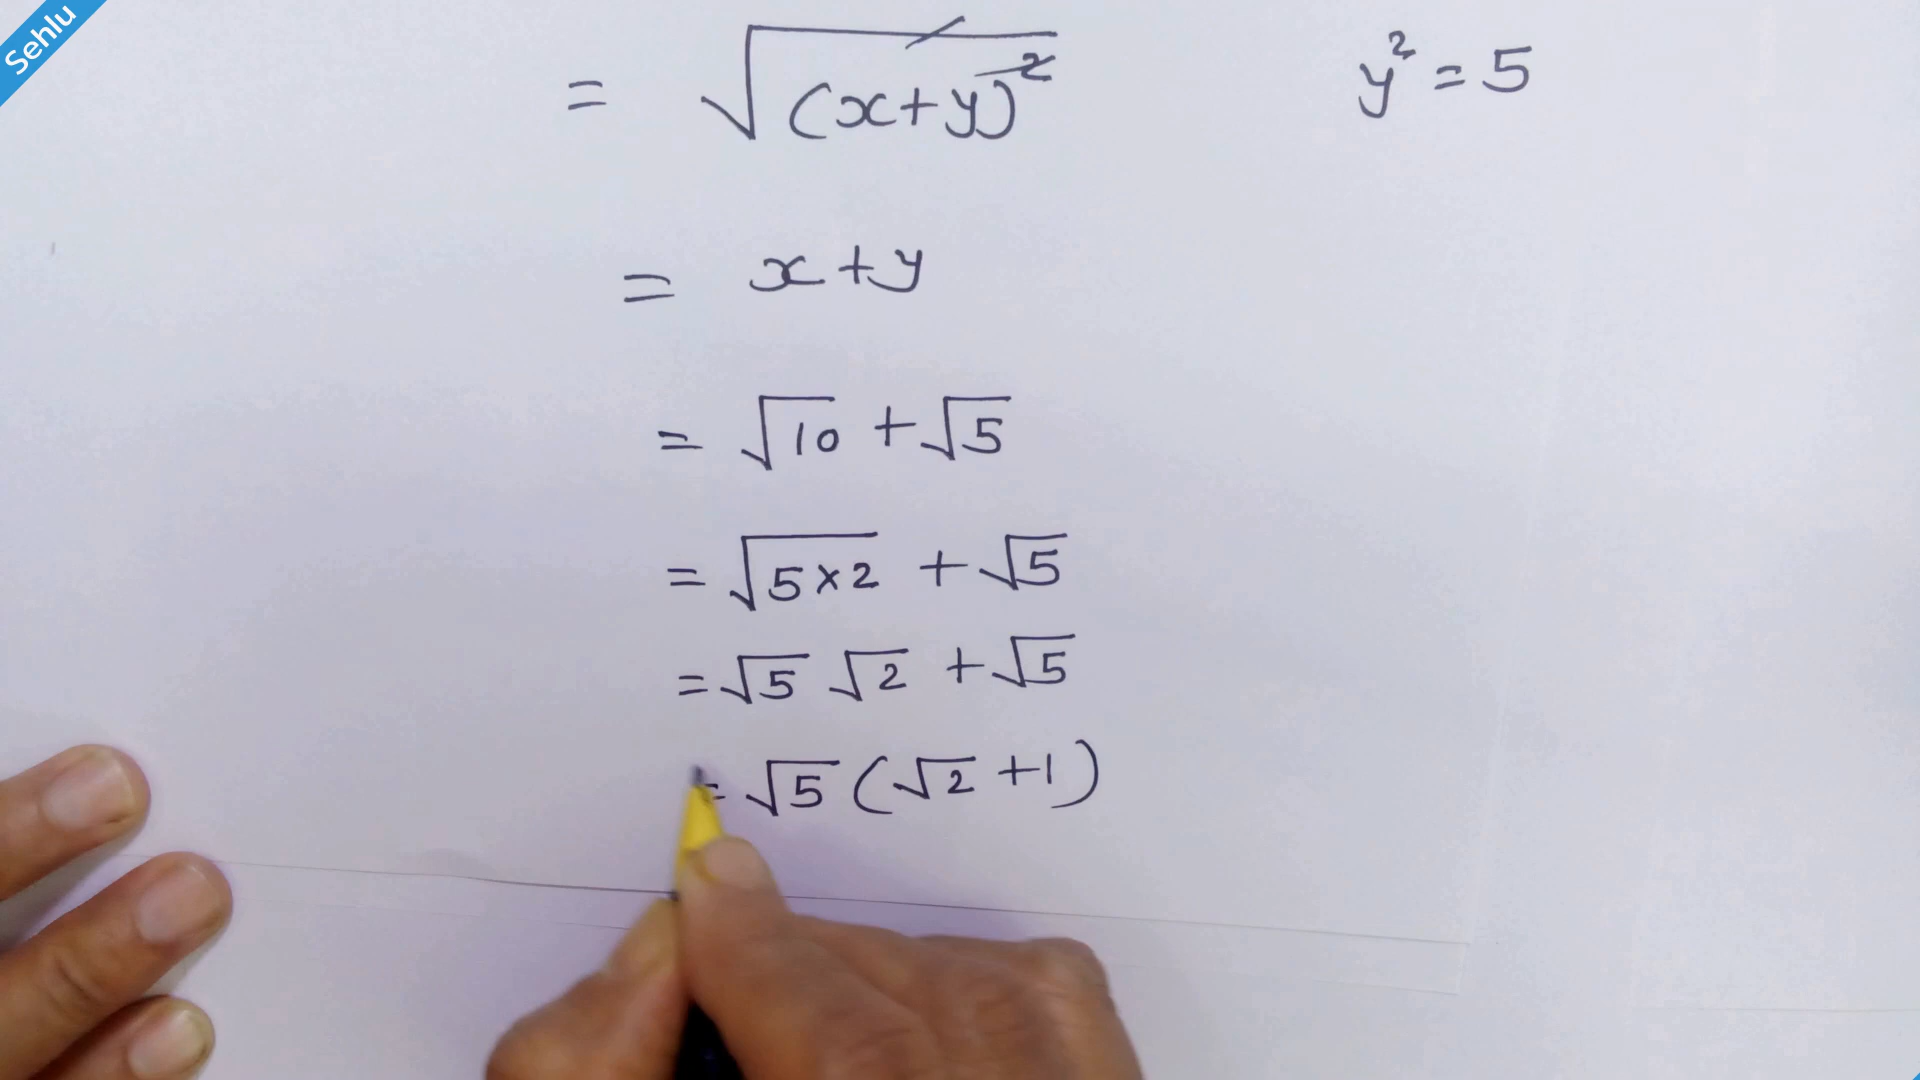 Sehlu
= √(x+y)² y² = 5
= x+y
= √10 + √5
= √5×2 + √5
= √5 √2 + √5
= √5 (√2 +1)